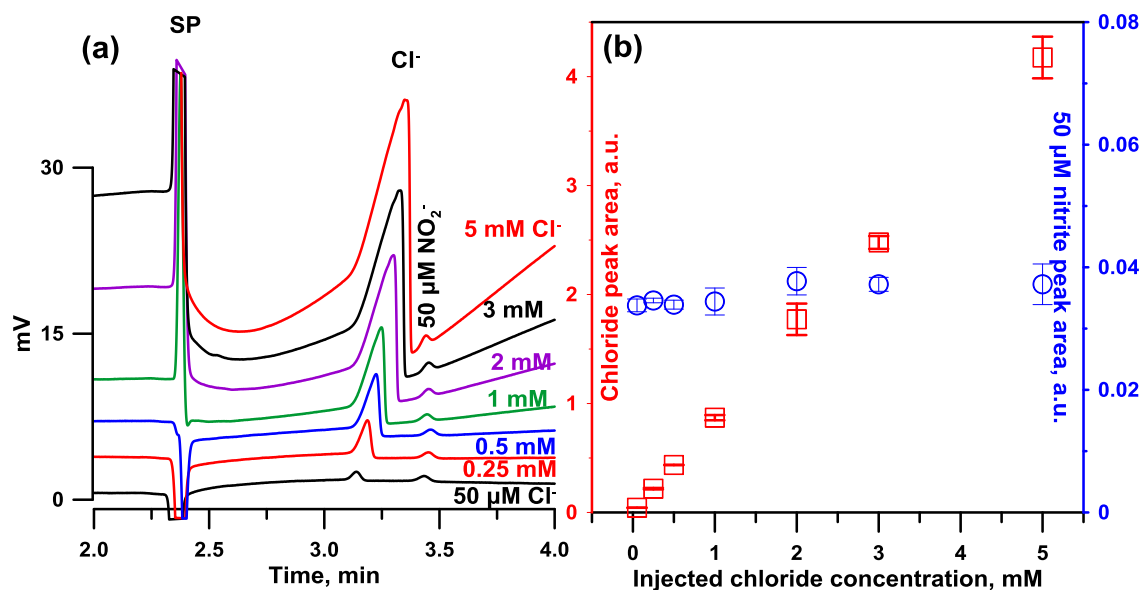 (a)
SP
Cl⁻
50 µM NO₂⁻
5 mM Cl⁻
3 mM
2 mM
1 mM
0.5 mM
0.25 mM
50 µM Cl⁻
mV
30
15
0
2.0 2.5 3.0 3.5 4.0
Time, min
(b)
Chloride peak area, a.u.
4
3
2
1
0
50 µM nitrite peak area, a.u.
0.08
0.06
0.04
0.02
0
0 1 2 3 4 5
Injected chloride concentration, mM